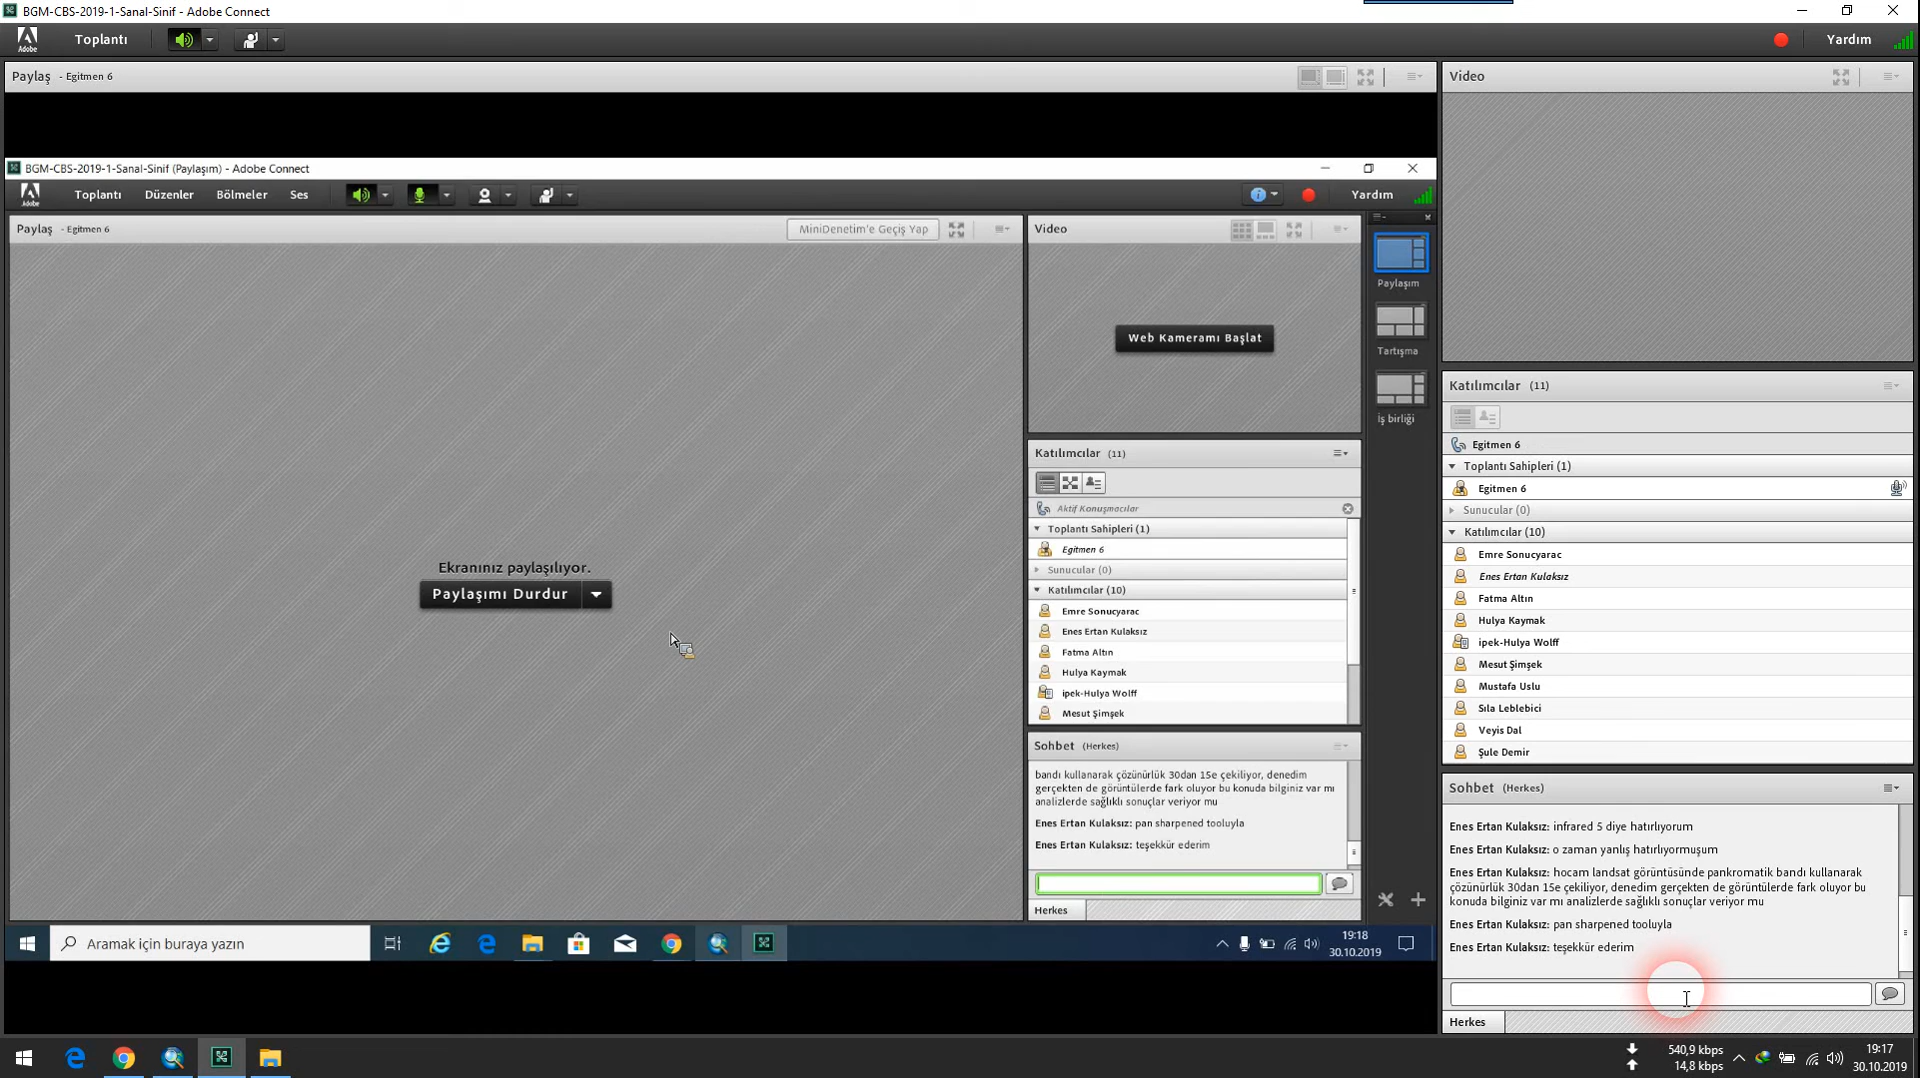 BGM-CBS-2019-1-Sanal-Sinif - Adobe Connect
Adobe
Toplantı
Yardım
Paylaş - Egitmen 6
BGM-CBS-2019-1-Sanal-Sinif (Paylaşım) - Adobe Connect
Adobe
Toplantı
Düzenler
Bölmeler
Ses
Yardım
Paylaş - Egitmen 6
MiniDenetim'e Geçiş Yap
Ekranınız paylaşılıyor.
Paylaşımı Durdur
Video
Web Kameramı Başlat
Paylaşım
Tartışma
İş birliği
Katılımcılar (11)
Aktif Konuşmacılar
Toplantı Sahipleri (1)
Egitmen 6
Sunucular (0)
Katılımcılar (10)
Emre Sonucyarac
Enes Ertan Kulaksız
Fatma Altın
Hulya Kaymak
ipek-Hulya Wolff
Mesut Şimşek
Sohbet (Herkes)
bandı kullanarak çözünürlük 30dan 15e çekiliyor, denedim
gerçekten de görüntülerde fark oluyor bu konuda bilginiz var mı
analizlerde sağlıklı sonuçlar veriyor mu
Enes Ertan Kulaksız: pan sharpened tooluyla
Enes Ertan Kulaksız: teşekkür ederim
Herkes
Aramak için buraya yazın
19:18
30.10.2019
Video
Katılımcılar (11)
Egitmen 6
Toplantı Sahipleri (1)
Egitmen 6
Sunucular (0)
Katılımcılar (10)
Emre Sonucyarac
Enes Ertan Kulaksız
Fatma Altın
Hulya Kaymak
ipek-Hulya Wolff
Mesut Şimşek
Mustafa Uslu
Sıla Leblebici
Veyis Dal
Şule Demir
Sohbet (Herkes)
Enes Ertan Kulaksız: infrared 5 diye hatırlıyorum
Enes Ertan Kulaksız: o zaman yanlış hatırlıyormuşum
Enes Ertan Kulaksız: hocam landsat görüntüsünde pankromatik bandı kullanarak
çözünürlük 30dan 15e çekiliyor, denedim gerçekten de görüntülerde fark oluyor bu
konuda bilginiz var mı analizlerde sağlıklı sonuçlar veriyor mu
Enes Ertan Kulaksız: pan sharpened tooluyla
Enes Ertan Kulaksız: teşekkür ederim
Herkes
540,9 kbps
14,8 kbps
19:17
30.10.2019